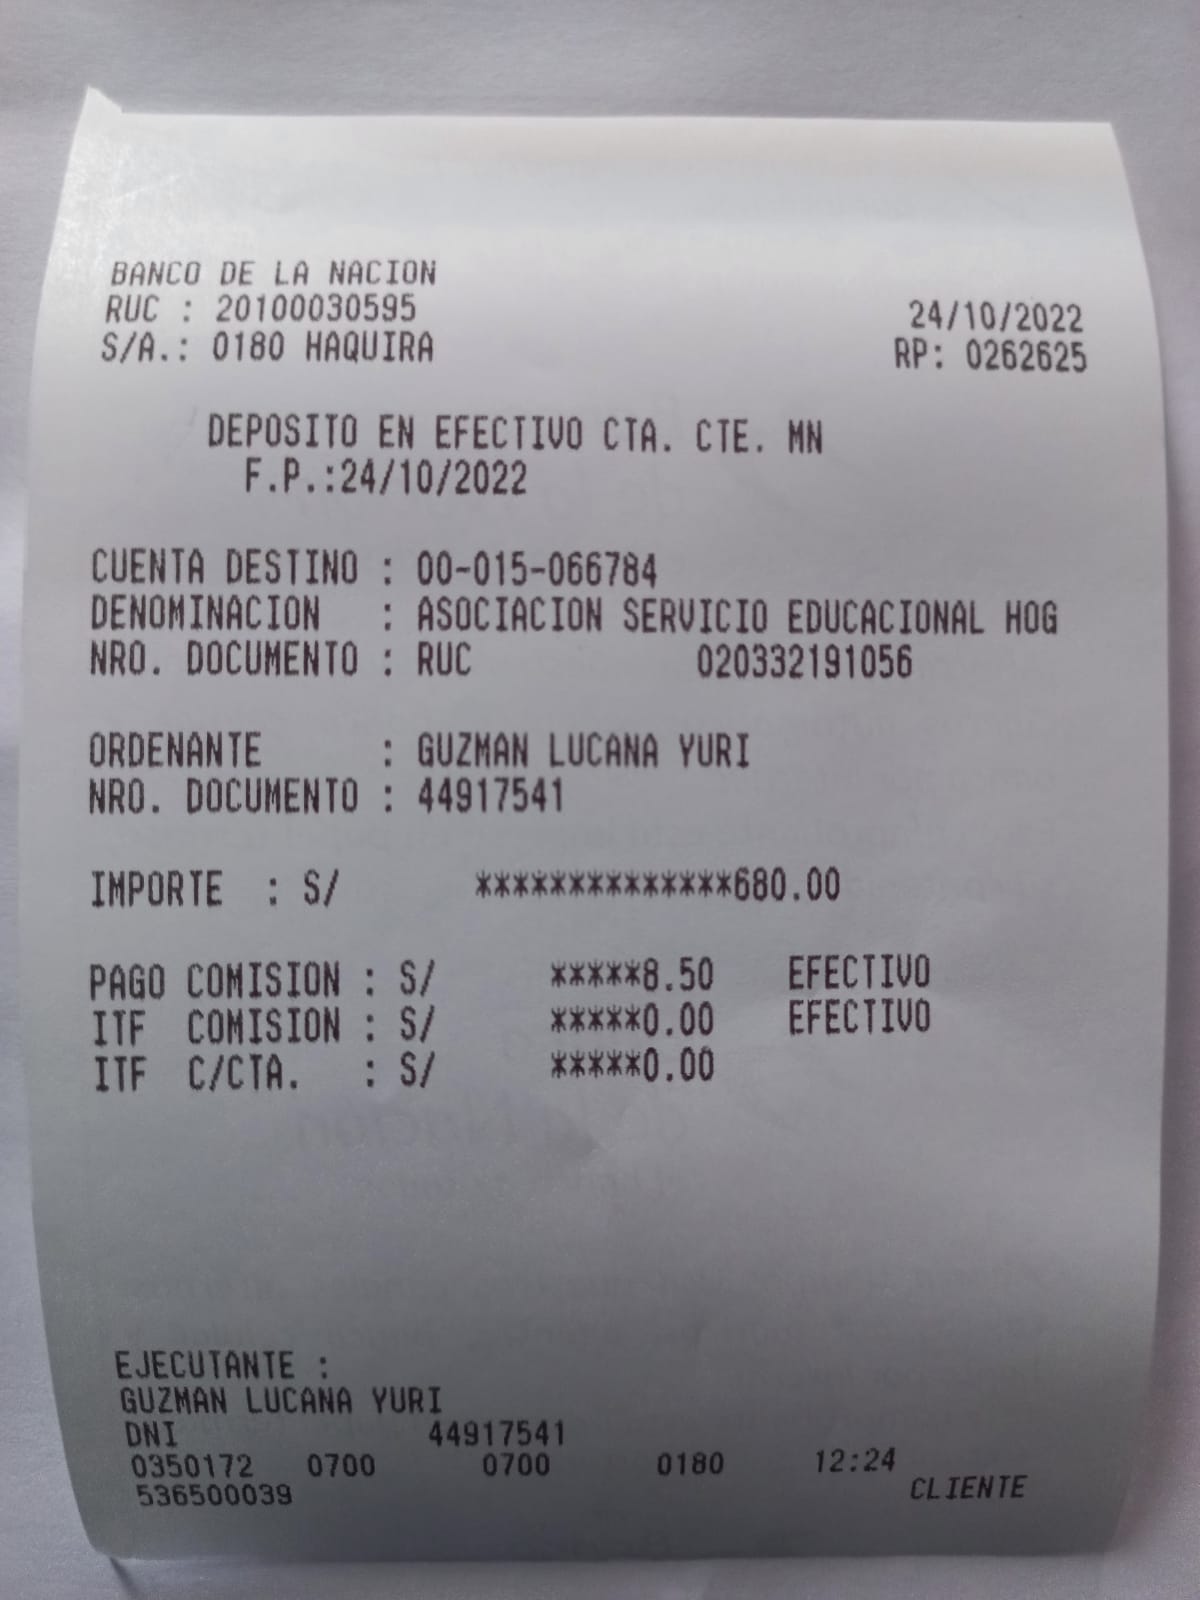 BANCO DE LA NACION
RUC : 20100030595 24/10/2022
S/A.: 0180 HAQUIRA RP: 0262625
DEPOSITO EN EFECTIVO CTA. CTE. MN
F.P.:24/10/2022
CUENTA DESTINO : 00-015-066784
DENOMINACION : ASOCIACION SERVICIO EDUCACIONAL HOG
NRO. DOCUMENTO : RUC 020332191056
ORDENANTE : GUZMAN LUCANA YURI
NRO. DOCUMENTO : 44917541
IMPORTE : S/ **************680.00
PAGO COMISION : S/ *****8.50 EFECTIVO
ITF COMISION : S/ *****0.00 EFECTIVO
ITF C/CTA. : S/ *****0.00
EJECUTANTE :
GUZMAN LUCANA YURI
DNI 44917541
0350172 0700 0700 0180 12:24
536500039 CLIENTE